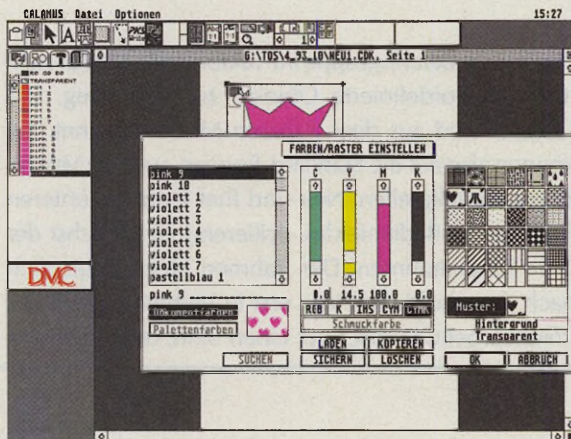 CALAMUS Datei Optionen 15:27
G:\TOS\4_93_10\NEU1.CDK, Seite 1
TRANSPARENT
rot 1
DMC
FARBEN/RASTER EINSTELLEN
pink 9
pink 10
violett 2
violett 3
violett 4
violett 5
violett 6
violett 7
pastellblau 1
pink 9
C M K
0.0 14.5 100.0 0.0
RGB K IHS CYM CYMK
Schmuckfarbe
Dokumentfarben
Palettenfarben
SUCHEN
LADEN KOPIEREN
SICHERN LÖSCHEN
Muster:
Hintergrund
Transparent
OK ABBRUCH